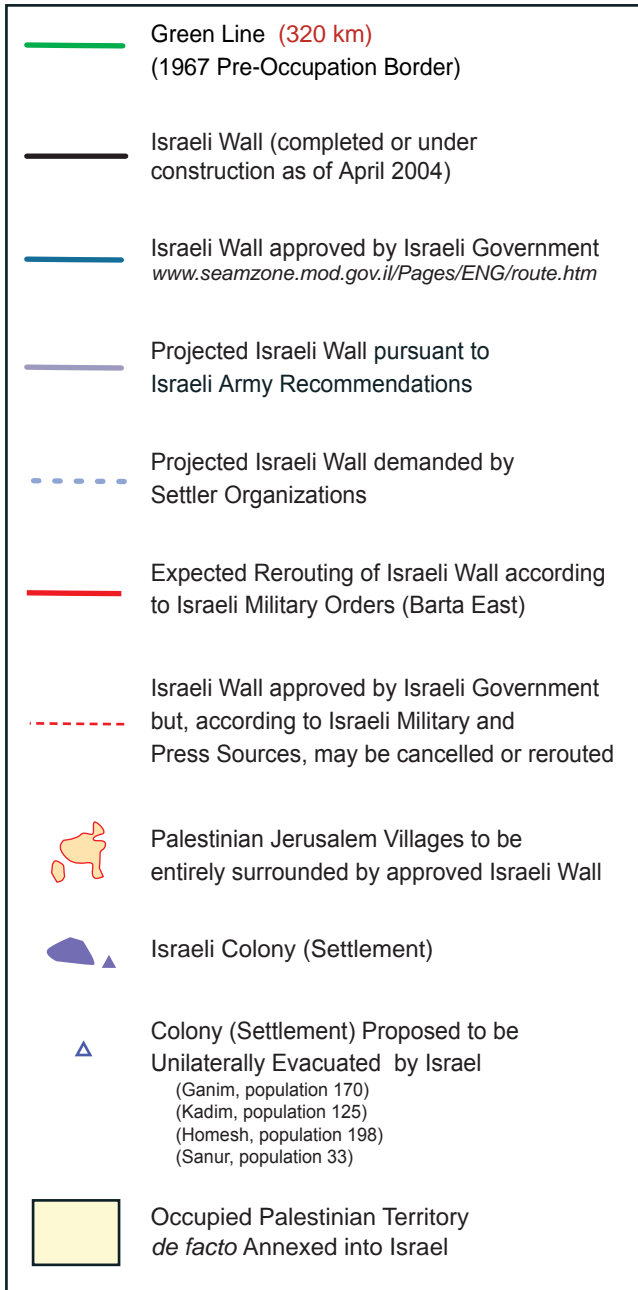 Green Line (320 km)
(1967 Pre-Occupation Border)
Israeli Wall (completed or under
construction as of April 2004)
Israeli Wall approved by Israeli Government
www.seamzone.mod.gov.il/Pages/ENG/route.htm
Projected Israeli Wall pursuant to
Israeli Army Recommendations
Projected Israeli Wall demanded by
Settler Organizations
Expected Rerouting of Israeli Wall according
to Israeli Military Orders (Barta East)
Israeli Wall approved by Israeli Government
but, according to Israeli Military and
Press Sources, may be cancelled or rerouted
Palestinian Jerusalem Villages to be
entirely surrounded by approved Israeli Wall
Israeli Colony (Settlement)
Colony (Settlement) Proposed to be
Unilaterally Evacuated by Israel
(Ganim, population 170)
(Kadim, population 125)
(Homesh, population 198)
(Sanur, population 33)
Occupied Palestinian Territory
de facto Annexed into Israel